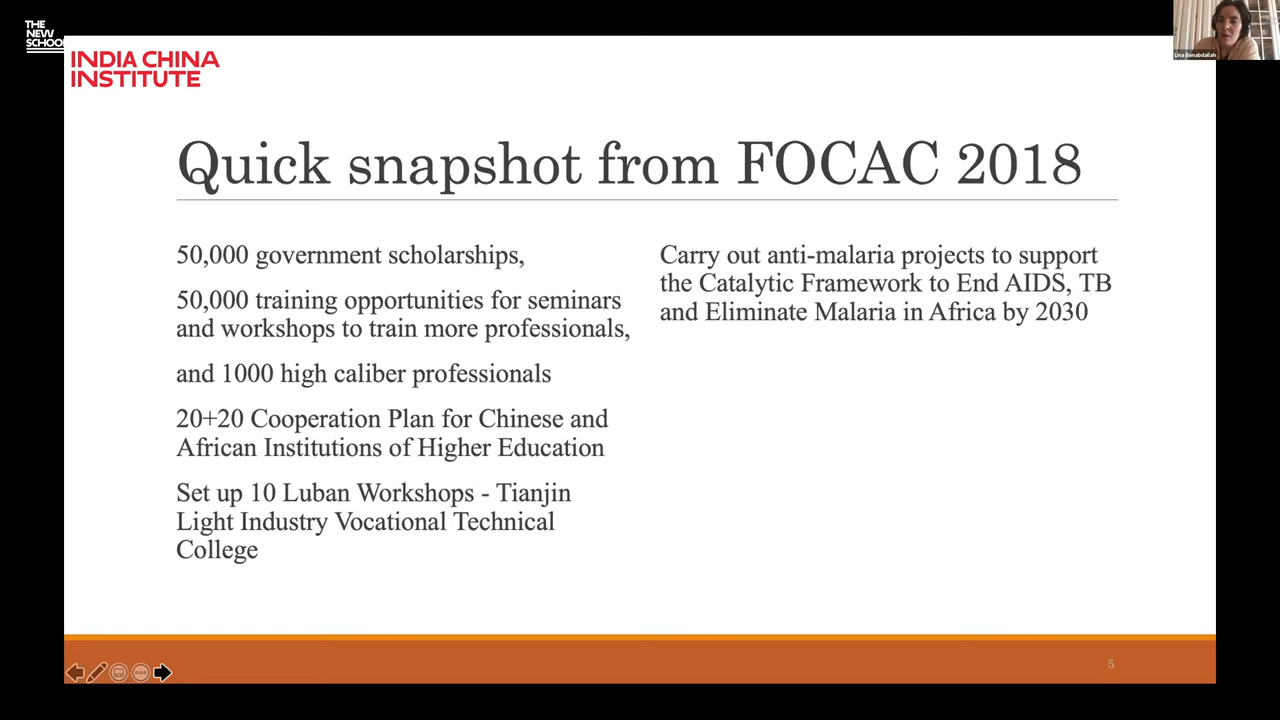 THE
NEW
SCHOOL
INDIA CHINA
INSTITUTE
Lina Benabdallah
Quick snapshot from FOCAC 2018
50,000 government scholarships,
50,000 training opportunities for seminars
and workshops to train more professionals,
and 1000 high caliber professionals
20+20 Cooperation Plan for Chinese and
African Institutions of Higher Education
Set up 10 Luban Workshops - Tianjin
Light Industry Vocational Technical
College
Carry out anti-malaria projects to support
the Catalytic Framework to End AIDS, TB
and Eliminate Malaria in Africa by 2030
5